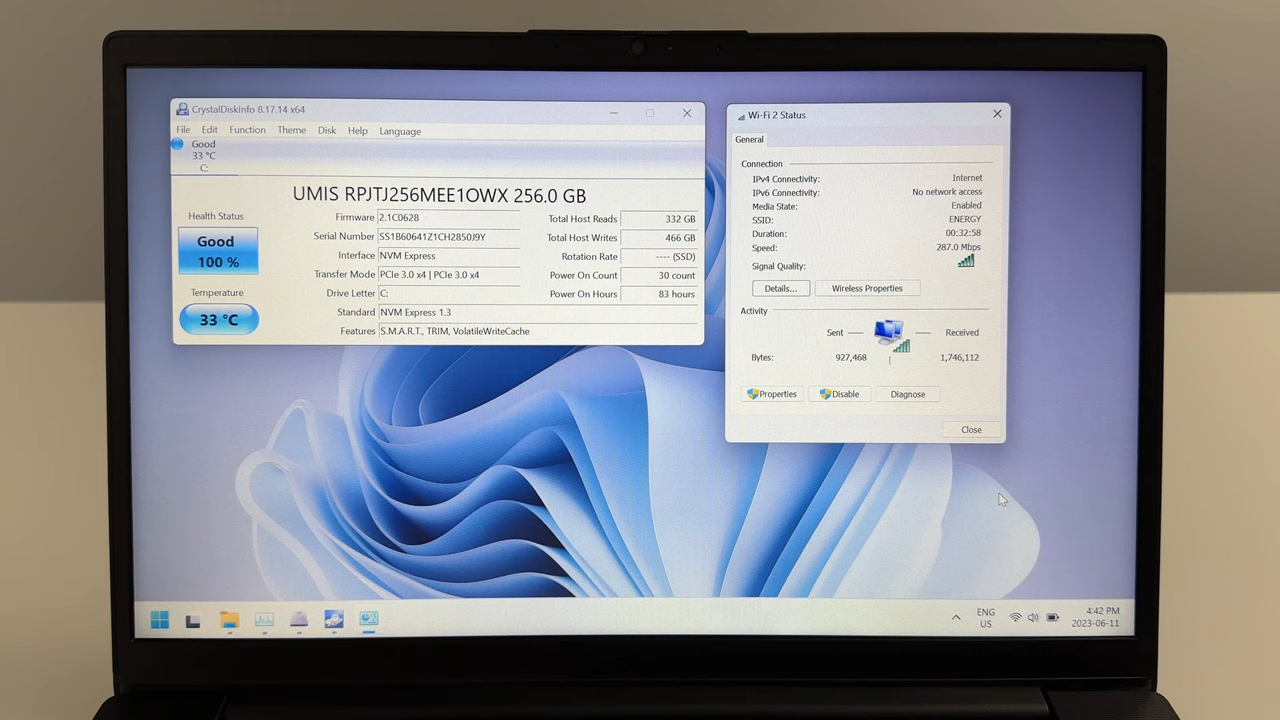 CrystalDiskInfo 8.17.14 x64
File Edit Function Theme Disk Help Language
Good
33 °C
C:
UMIS RPJTJ256MEE1OWX 256.0 GB
Health Status
Good
100 %
Temperature
33 °C
Firmware 2.1C0628
Serial Number SS1B60641Z1CH2850J9Y
Interface NVM Express
Transfer Mode PCIe 3.0 x4 | PCIe 3.0 x4
Drive Letter C:
Standard NVM Express 1.3
Features S.M.A.R.T., TRIM, VolatileWriteCache
Total Host Reads 332 GB
Total Host Writes 466 GB
Rotation Rate ---- (SSD)
Power On Count 30 count
Power On Hours 83 hours
Wi-Fi 2 Status
General
Connection
IPv4 Connectivity: Internet
IPv6 Connectivity: No network access
Media State: Enabled
SSID: ENERGY
Duration: 00:32:58
Speed: 287.0 Mbps
Signal Quality:
Details... Wireless Properties
Activity
Sent Received
Bytes: 927,468 1,746,112
Properties Disable Diagnose
Close
ENG
US
4:42 PM
2023-06-11